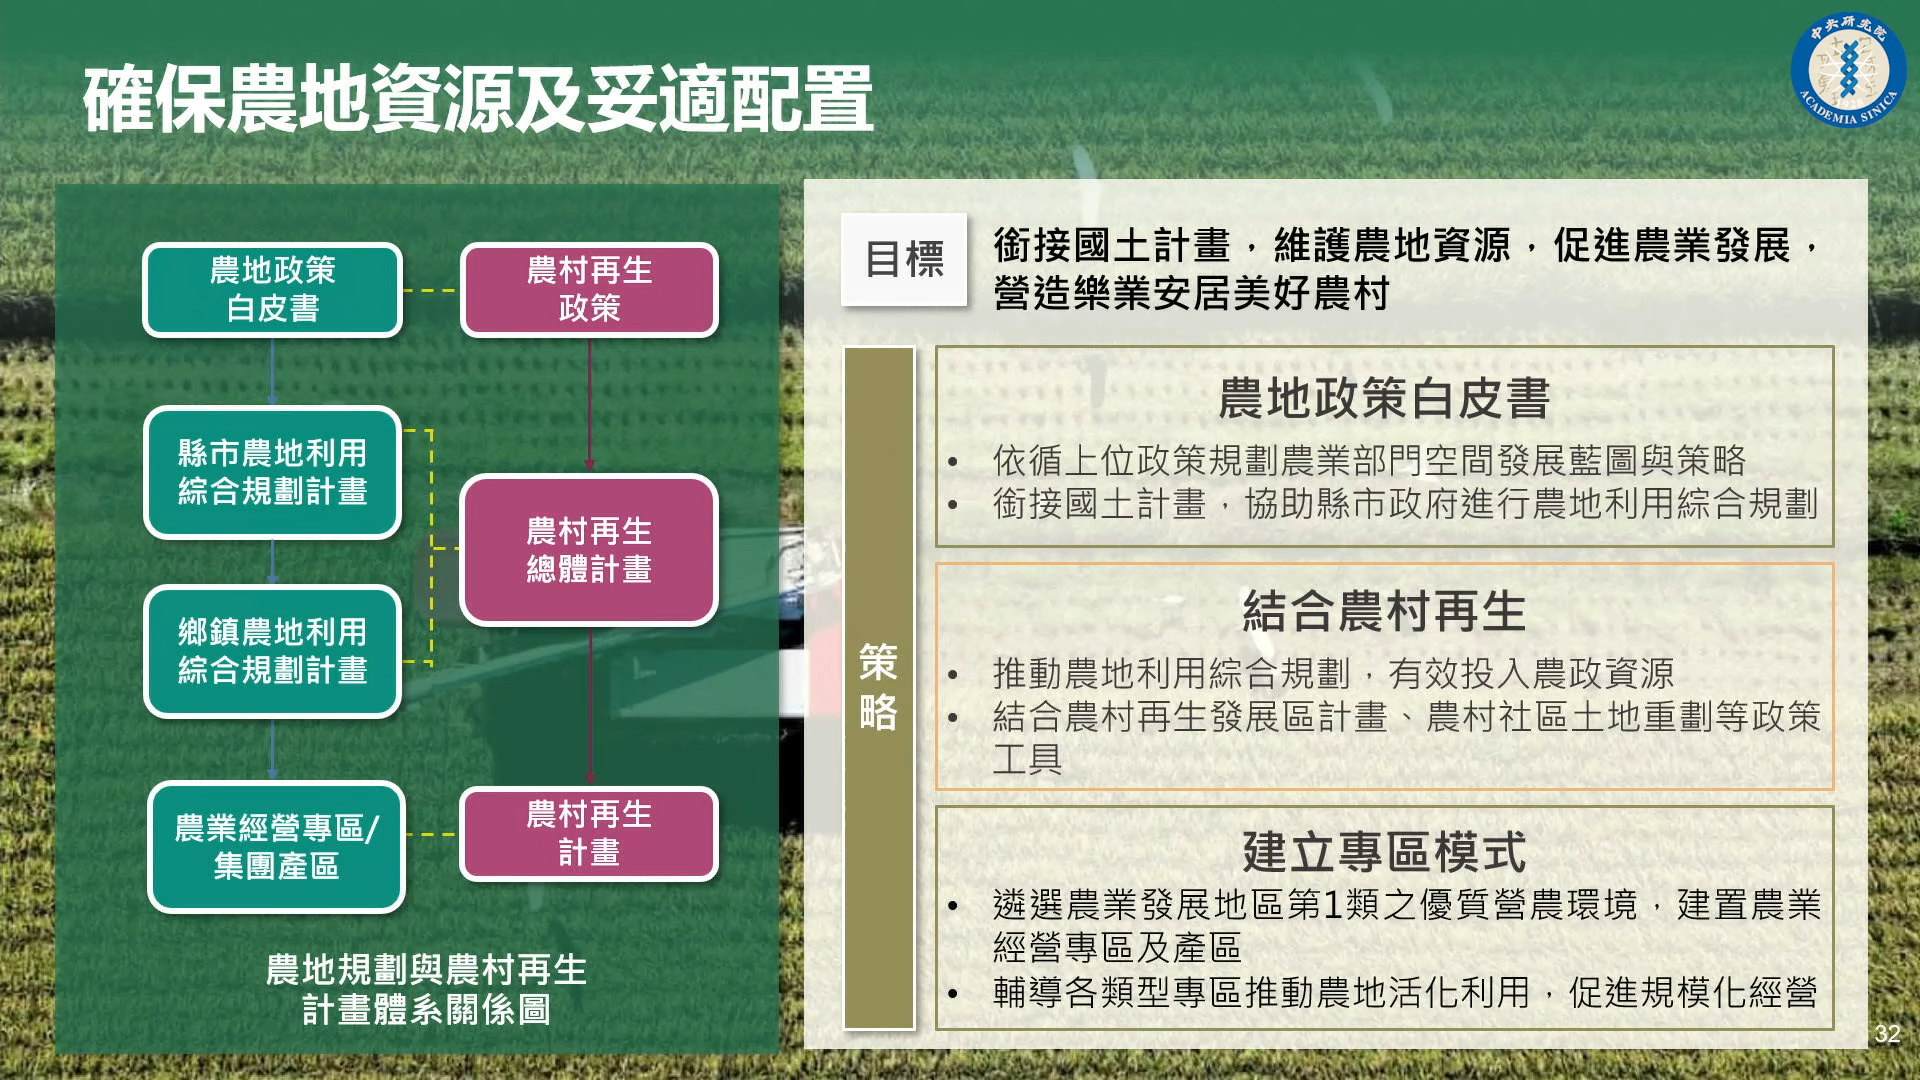 確保農地資源及妥適配置
中央研究院
ACADEMIA SINICA
1928
農地政策
白皮書
農村再生
政策
縣市農地利用
綜合規劃計畫
農村再生
總體計畫
鄉鎮農地利用
綜合規劃計畫
農業經營專區/
集團產區
農村再生
計畫
農地規劃與農村再生
計畫體系關係圖
目標
銜接國土計畫，維護農地資源，促進農業發展，
營造樂業安居美好農村
策
略
農地政策白皮書
• 依循上位政策規劃農業部門空間發展藍圖與策略
• 銜接國土計畫，協助縣市政府進行農地利用綜合規劃
結合農村再生
• 推動農地利用綜合規劃，有效投入農政資源
• 結合農村再生發展區計畫、農村社區土地重劃等政策
工具
建立專區模式
• 遴選農業發展地區第1類之優質營農環境，建置農業
經營專區及產區
• 輔導各類型專區推動農地活化利用，促進規模化經營
32